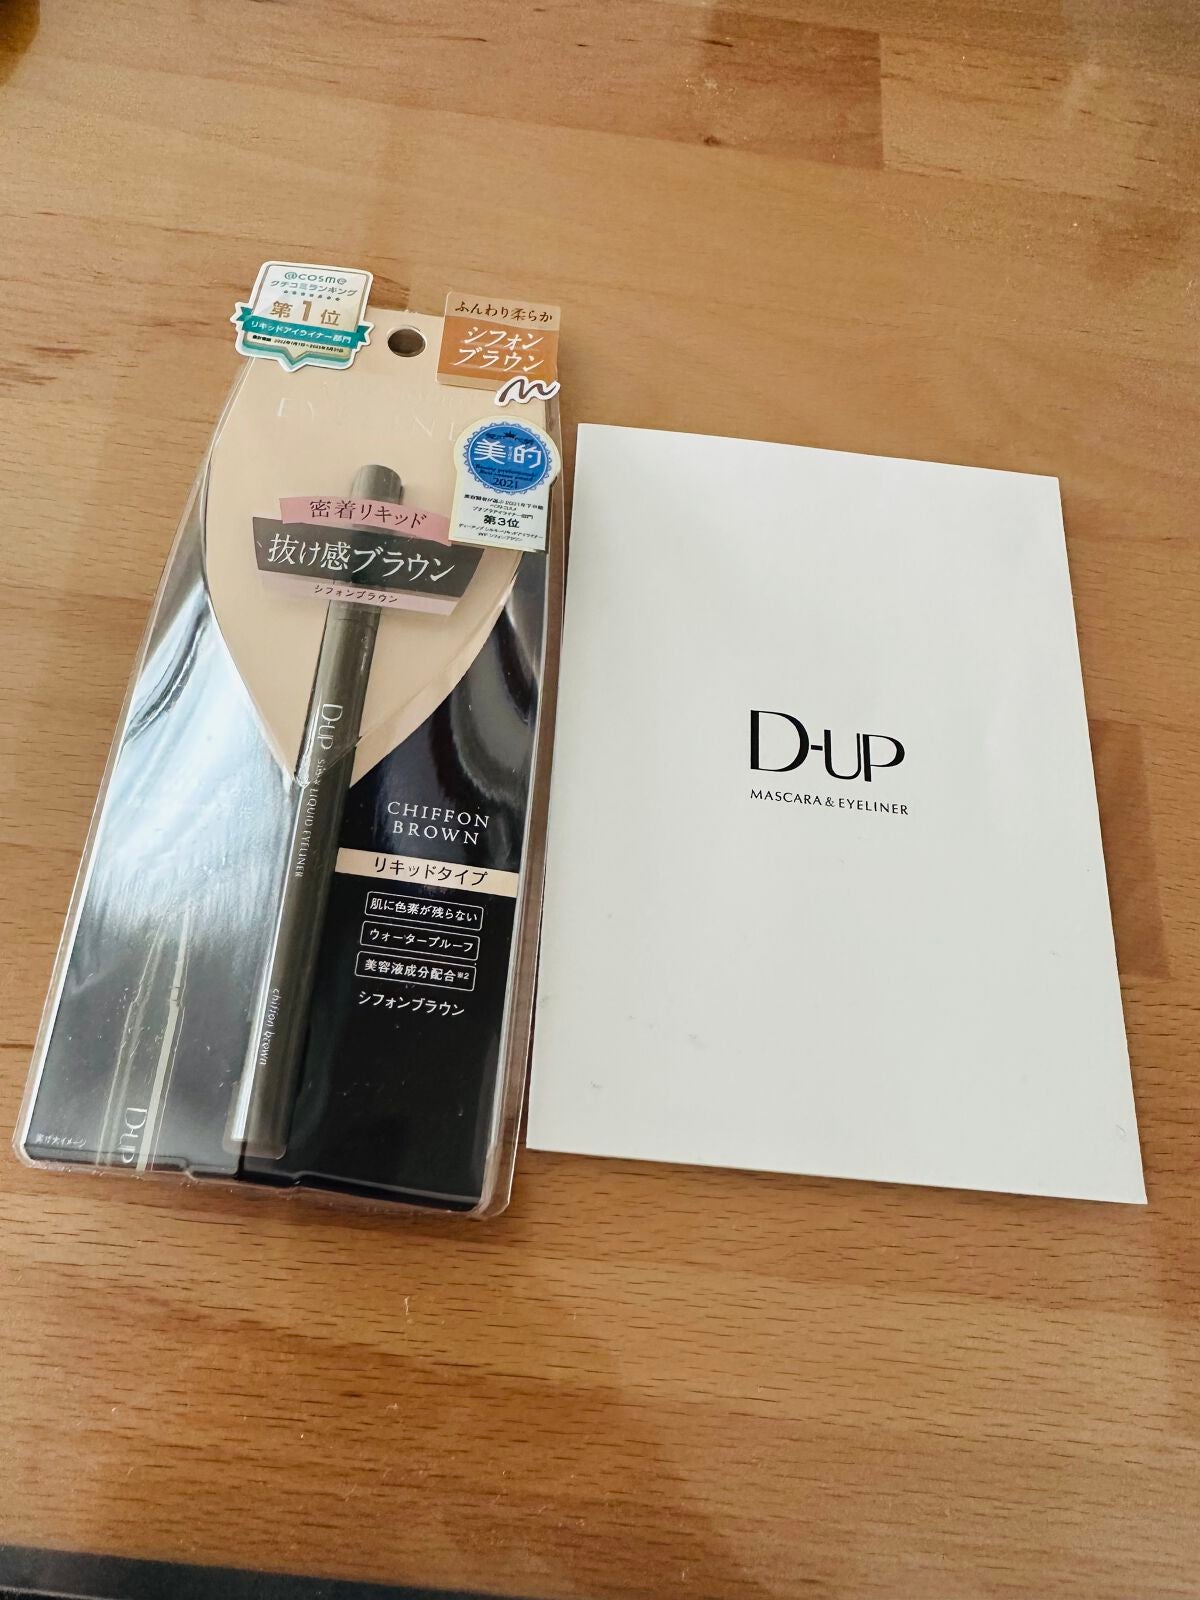 @cosme
クチコミランキング
第1位
リキッドアイライナー部門
ふんわり柔らか
シフォン
ブラウン
美的
2021
第3位
密着リキッド
抜け感ブラウン
シフォンブラウン
D-UP
LIQUID EYELINER
chiffon brown
CHIFFON
BROWN
リキッドタイプ
肌に色素が残らない
ウォータープルーフ
美容液成分配合※2
シフォンブラウン
D-UP
D-UP
MASCARA & EYELINER